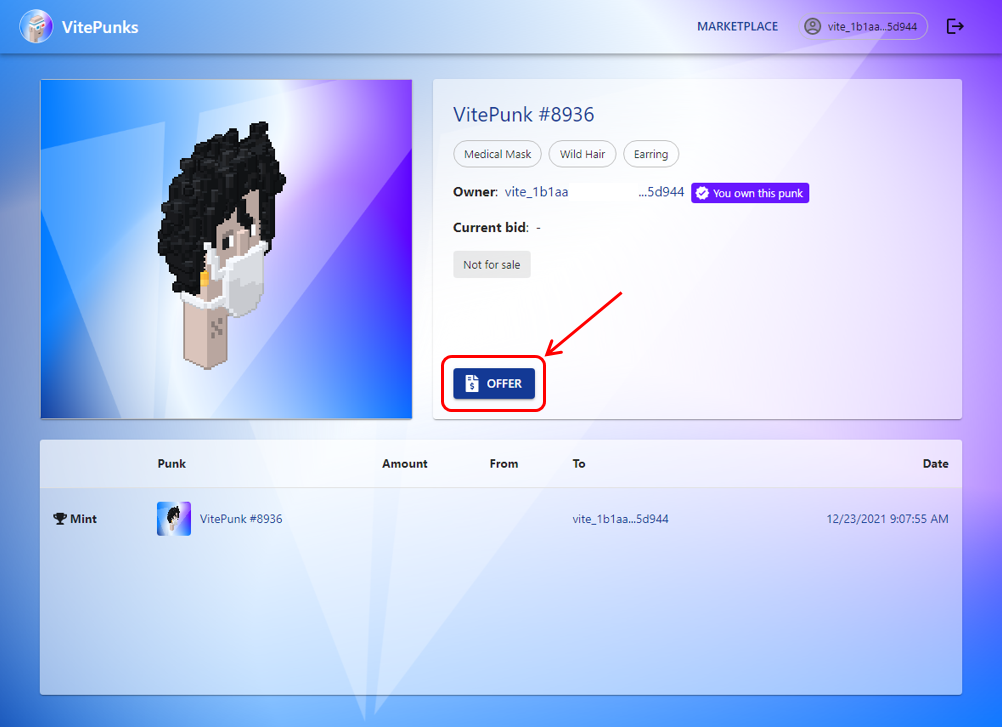 VitePunks
MARKETPLACE vite_1b1aa...5d944
VitePunk #8936
Medical Mask Wild Hair Earring
Owner: vite_1b1aa ...5d944 You own this punk
Current bid: -
Not for sale
$ OFFER
Punk Amount From To Date
Mint VitePunk #8936 vite_1b1aa...5d944 12/23/2021 9:07:55 AM